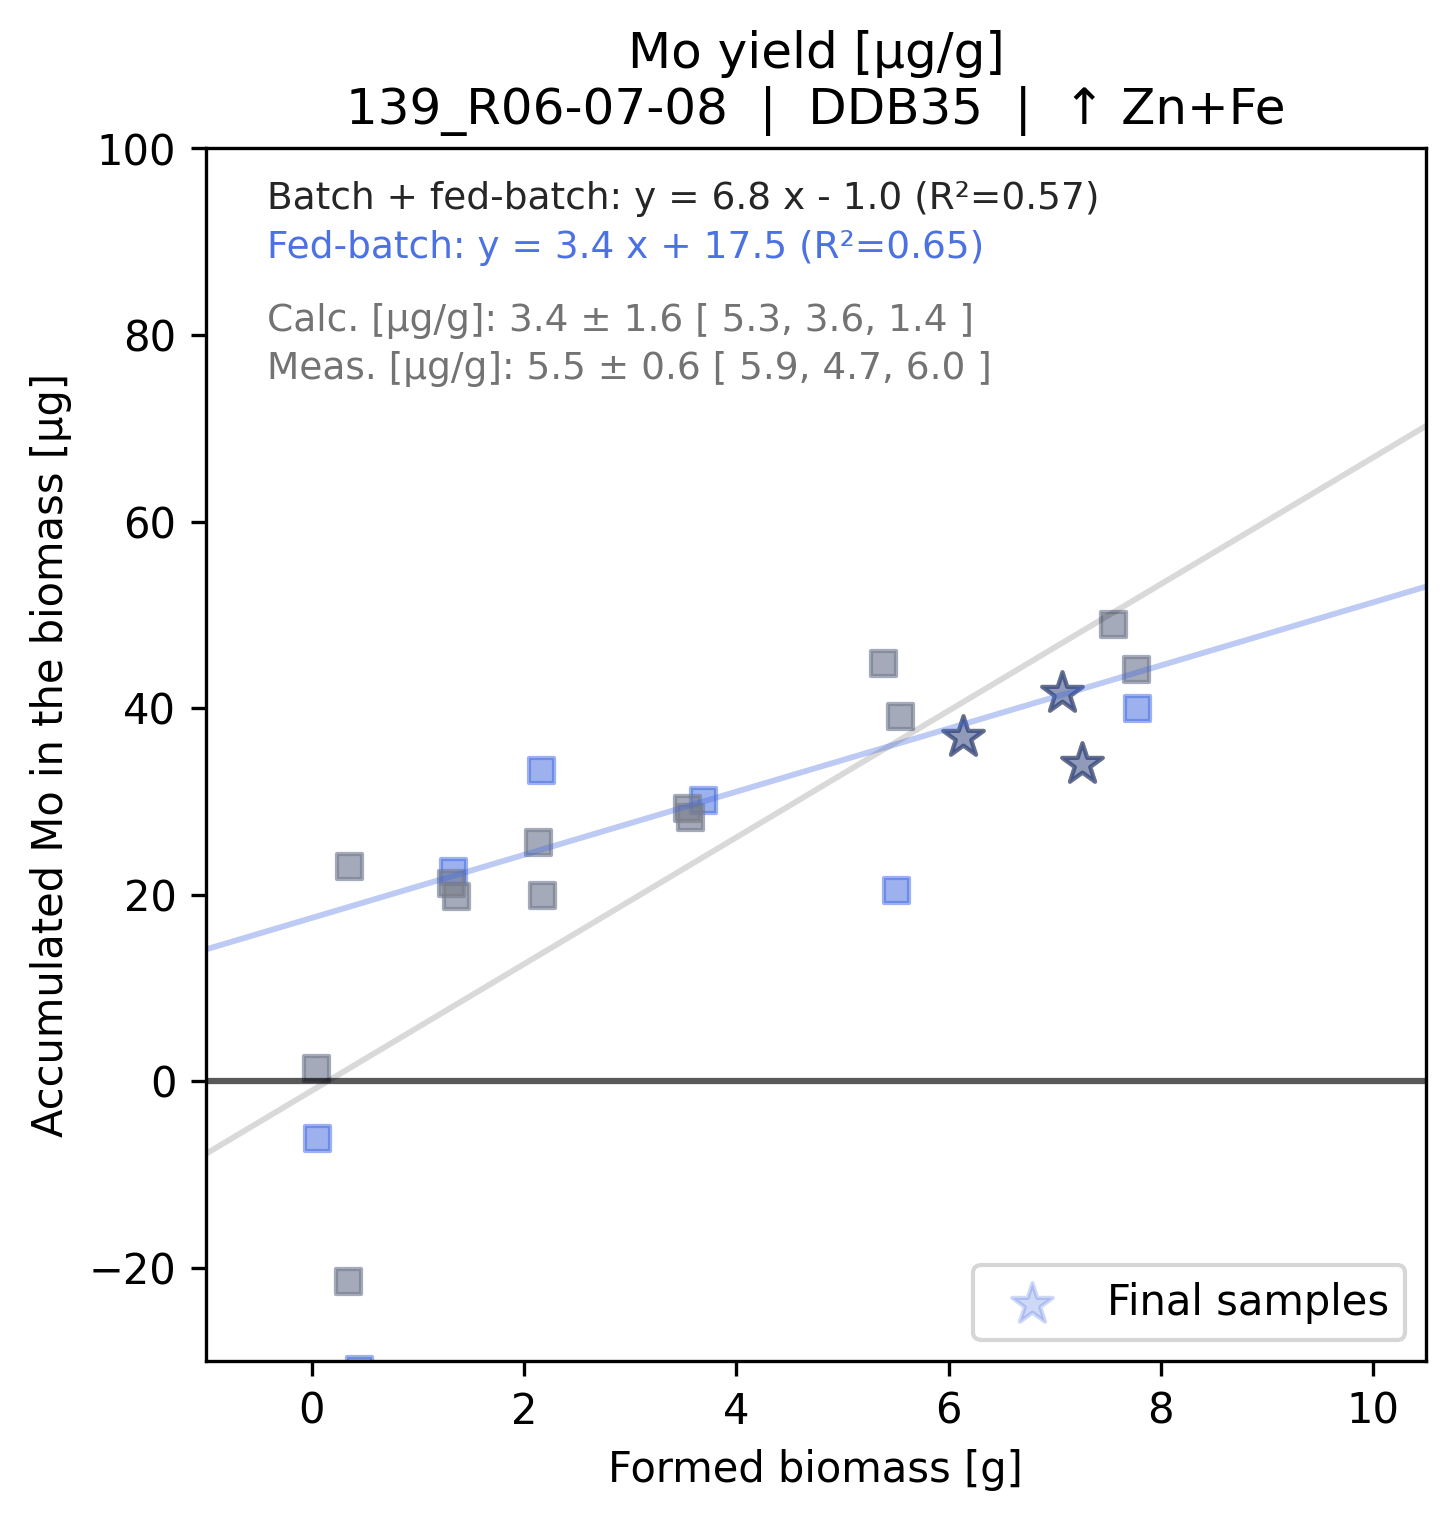 Mo yield [µg/g]
139_R06-07-08 | DDB35 | ↑ Zn+Fe
Batch + fed-batch: y = 6.8 x - 1.0 (R²=0.57)
Fed-batch: y = 3.4 x + 17.5 (R²=0.65)
Calc. [µg/g]: 3.4 ± 1.6 [ 5.3, 3.6, 1.4 ]
Meas. [µg/g]: 5.5 ± 0.6 [ 5.9, 4.7, 6.0 ]
Accumulated Mo in the biomass [µg]
100
80
60
40
20
0
−20
Final samples
0 2 4 6 8 10
Formed biomass [g]